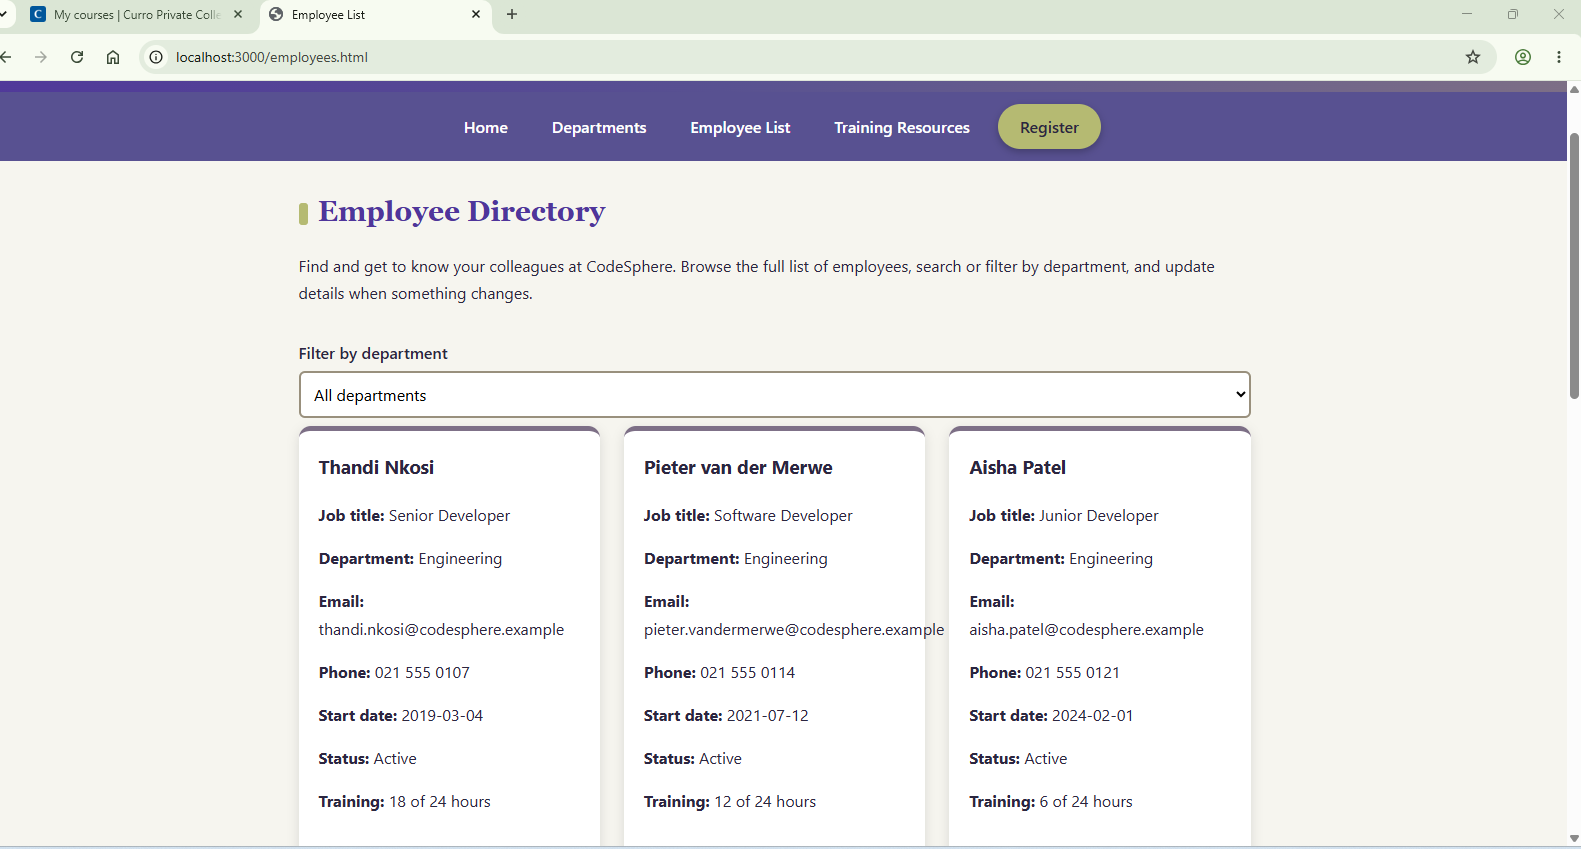 My courses | Curro Private Colle
Employee List
localhost:3000/employees.html
Home
Departments
Employee List
Training Resources
Register
Employee Directory
Find and get to know your colleagues at CodeSphere. Browse the full list of employees, search or filter by department, and update
details when something changes.
Filter by department
All departments
Thandi Nkosi
Job title: Senior Developer
Department: Engineering
Email:
thandi.nkosi@codesphere.example
Phone: 021 555 0107
Start date: 2019-03-04
Status: Active
Training: 18 of 24 hours
Pieter van der Merwe
Job title: Software Developer
Department: Engineering
Email:
pieter.vandermerwe@codesphere.example
Phone: 021 555 0114
Start date: 2021-07-12
Status: Active
Training: 12 of 24 hours
Aisha Patel
Job title: Junior Developer
Department: Engineering
Email:
aisha.patel@codesphere.example
Phone: 021 555 0121
Start date: 2024-02-01
Status: Active
Training: 6 of 24 hours